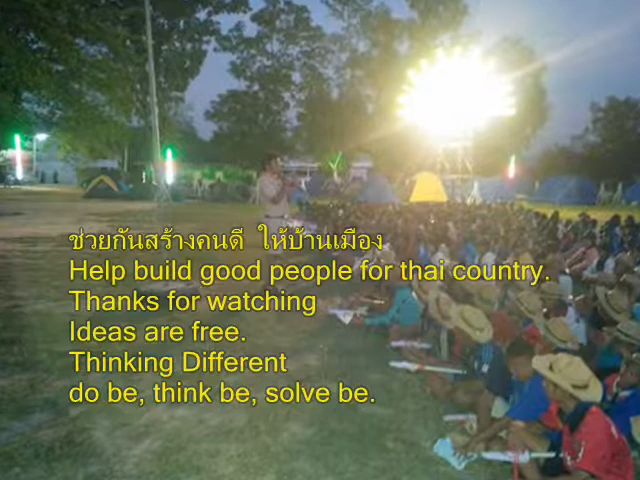 ช่วยกันสร้างคนดี ให้บ้านเมือง
Help build good people for thai country.
Thanks for watching
Ideas are free.
Thinking Different
do be, think be, solve be.